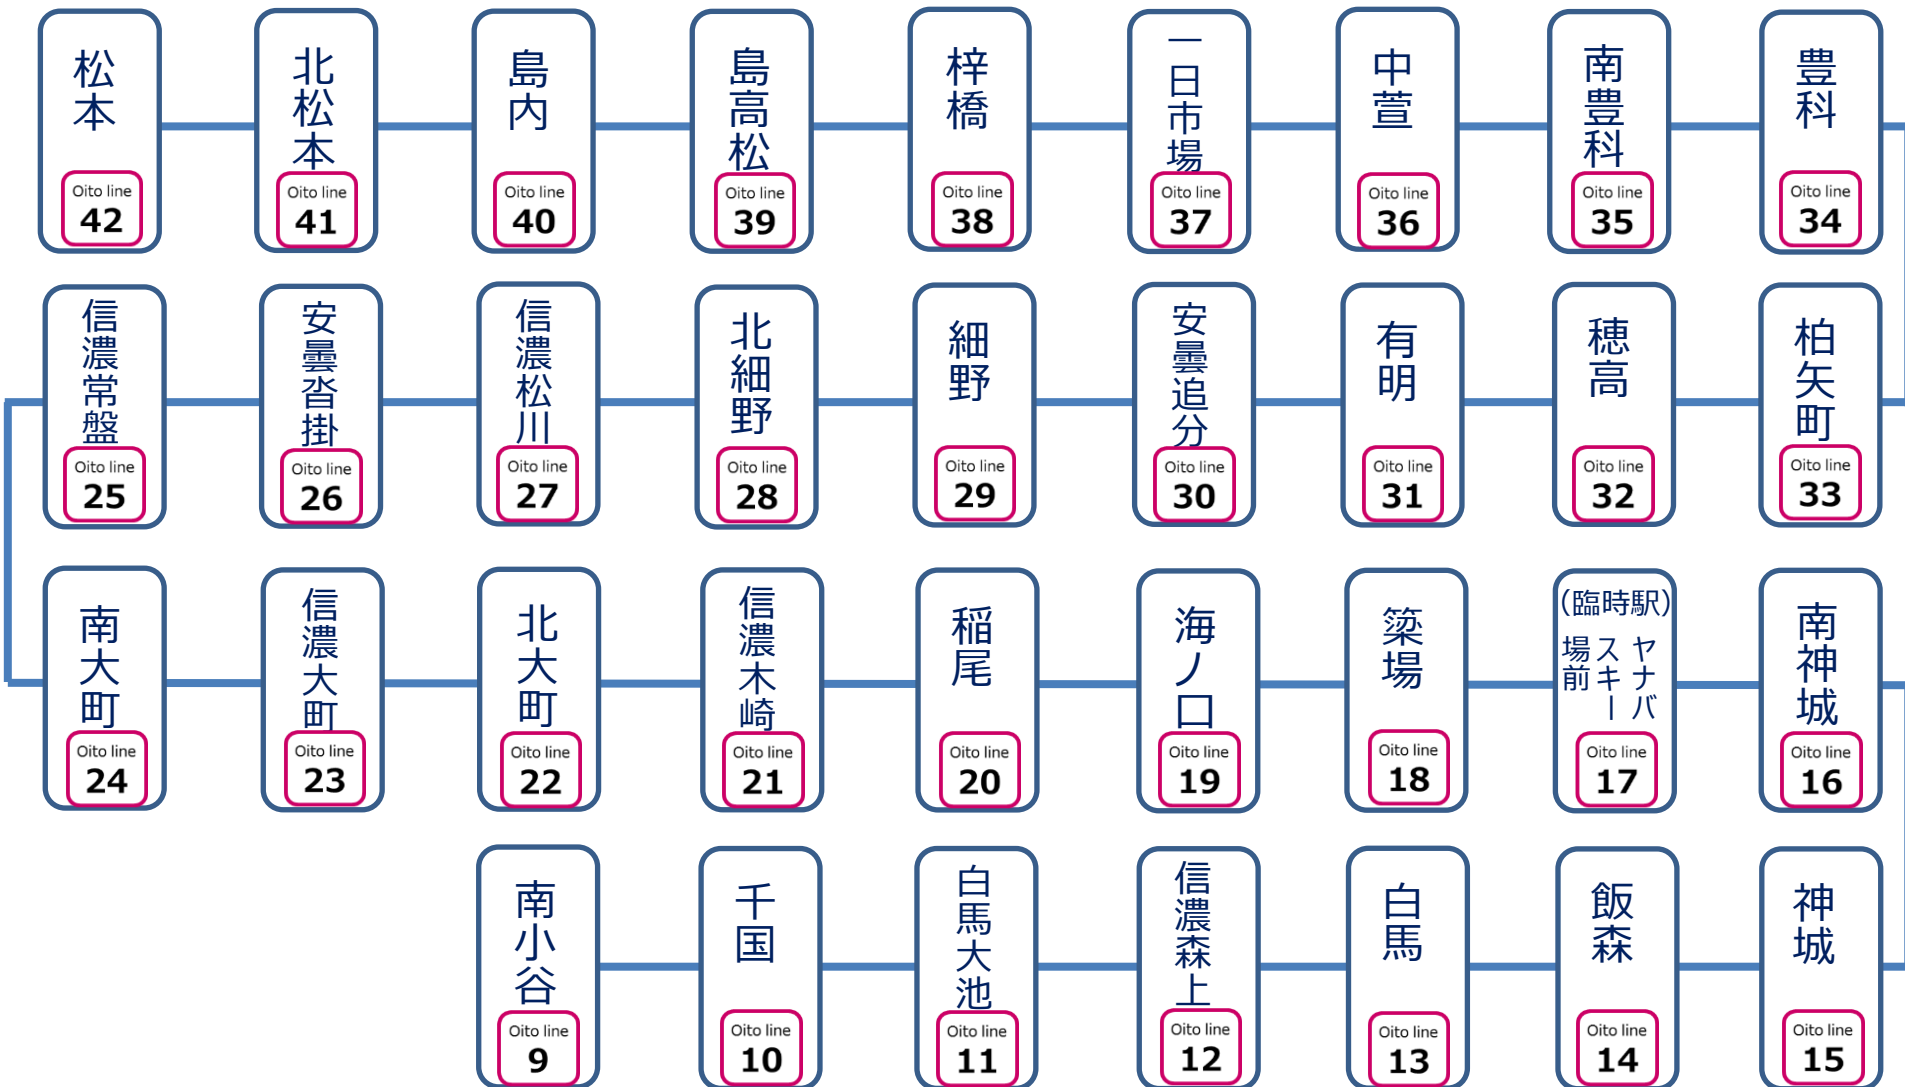 松本
Oito line
42
北松本
Oito line
41
島内
Oito line
40
島高松
Oito line
39
梓橋
Oito line
38
一日市場
Oito line
37
中萱
Oito line
36
南豊科
Oito line
35
豊科
Oito line
34
信濃常盤
Oito line
25
安曇沓掛
Oito line
26
信濃松川
Oito line
27
北細野
Oito line
28
細野
Oito line
29
安曇追分
Oito line
30
有明
Oito line
31
穂高
Oito line
32
柏矢町
Oito line
33
南大町
Oito line
24
信濃大町
Oito line
23
北大町
Oito line
22
信濃木崎
Oito line
21
稲尾
Oito line
20
海ノ口
Oito line
19
簗場
Oito line
18
(臨時駅)
ヤナバ
スキー
場前
Oito line
17
南神城
Oito line
16
南小谷
Oito line
9
千国
Oito line
10
白馬大池
Oito line
11
信濃森上
Oito line
12
白馬
Oito line
13
飯森
Oito line
14
神城
Oito line
15